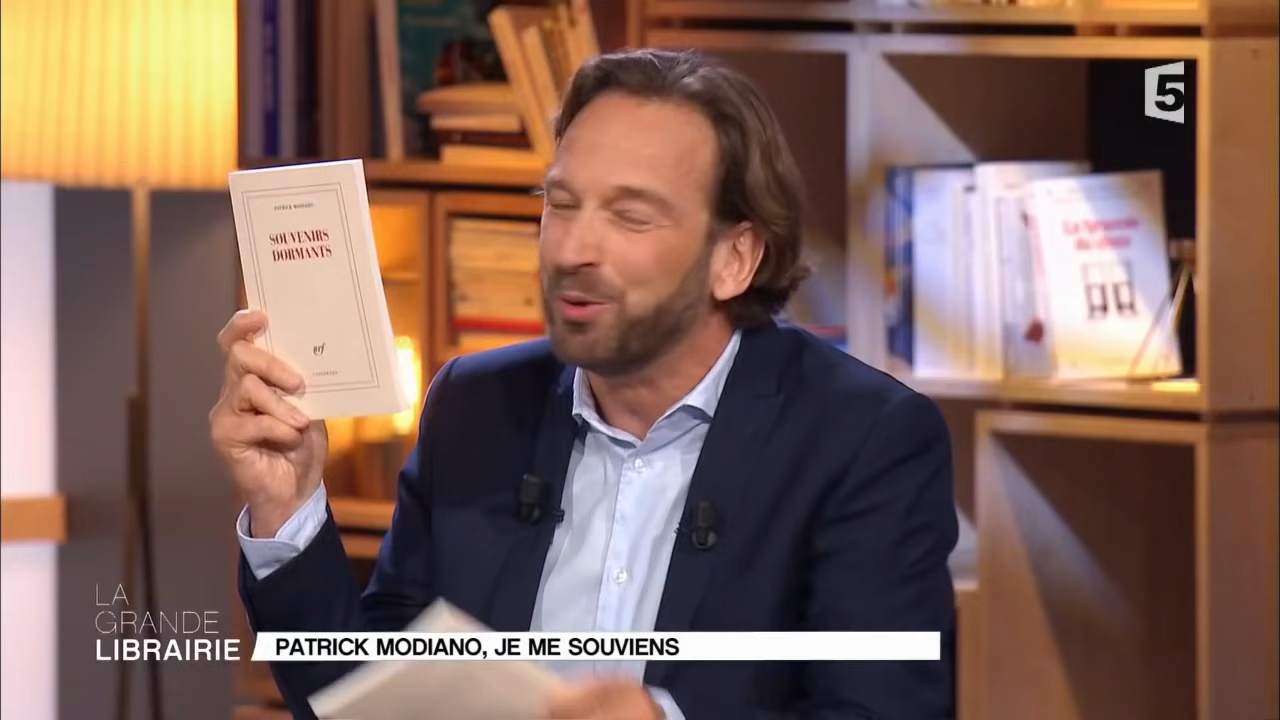 5
PATRICK MODIANO
SOUVENIRS
DORMANTS
nrf
LA
GRANDE
LIBRAIRIE
PATRICK MODIANO, JE ME SOUVIENS